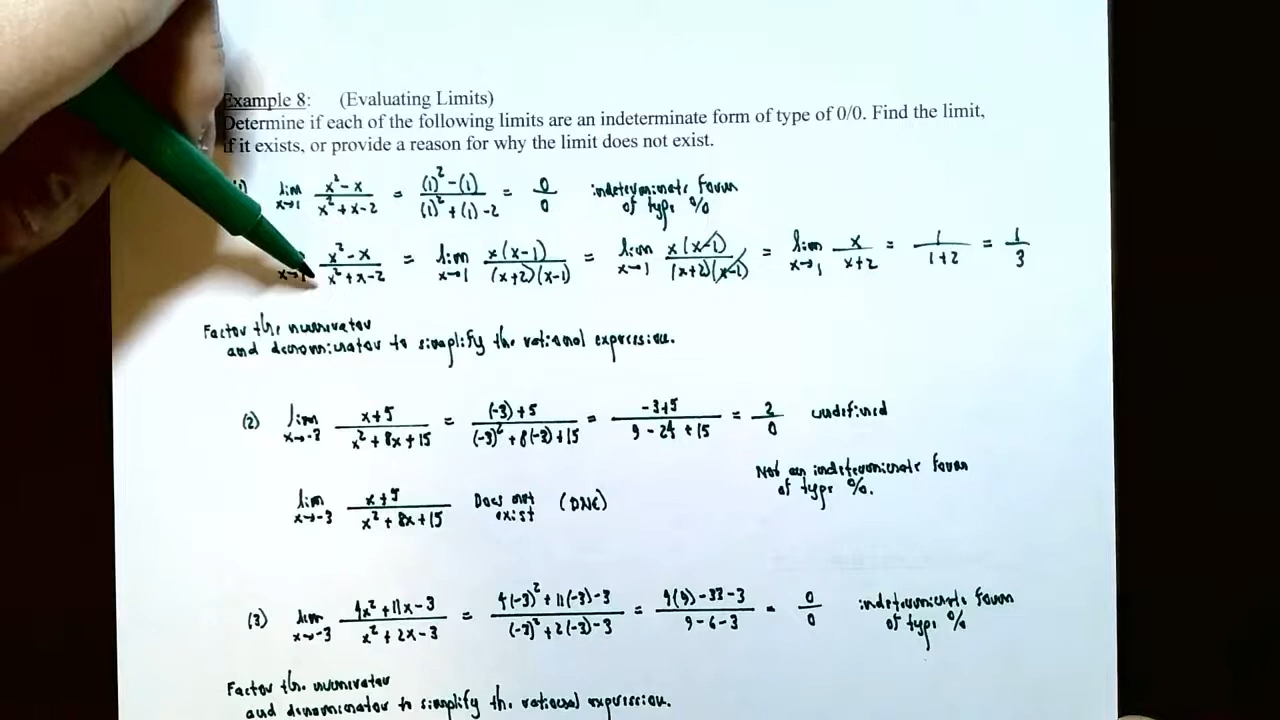 Example 8: (Evaluating Limits)
Determine if each of the following limits are an indeterminate form of type of 0/0. Find the limit,
if it exists, or provide a reason for why the limit does not exist.
lim x→1 (x² - x)/(x² + x - 2) = ((1)² - (1))/((1)² + (1) - 2) = 0/0 indeterminate form
of type 0/0
x→1 (x² - x)/(x² + x - 2) = lim x→1 x(x-1)/((x+2)(x-1)) = lim x→1 x(x-1)/((x+2)(x-1)) = lim x→1 x/(x+2) = 1/(1+2) = 1/3
Factor the numerator
and denominator to simplify the rational expression.
(2) lim x→-3 (x+5)/(x² + 8x + 15) = ((-3)+5)/((-3)² + 8(-3) + 15) = (-3+5)/(9 - 24 + 15) = 2/0 undefined
Not an indeterminate form
of type 0/0.
lim x→-3 (x+5)/(x² + 8x + 15) Does not exist (DNE)
(3) lim x→-3 (4x² + 11x - 3)/(x² + 2x - 3) = (4(-3)² + 11(-3) - 3)/((-3)² + 2(-3) - 3) = (4(9) - 33 - 3)/(9 - 6 - 3) = 0/0 indeterminate form
of type 0/0
Factor the numerator
and denominator to simplify the rational expression.